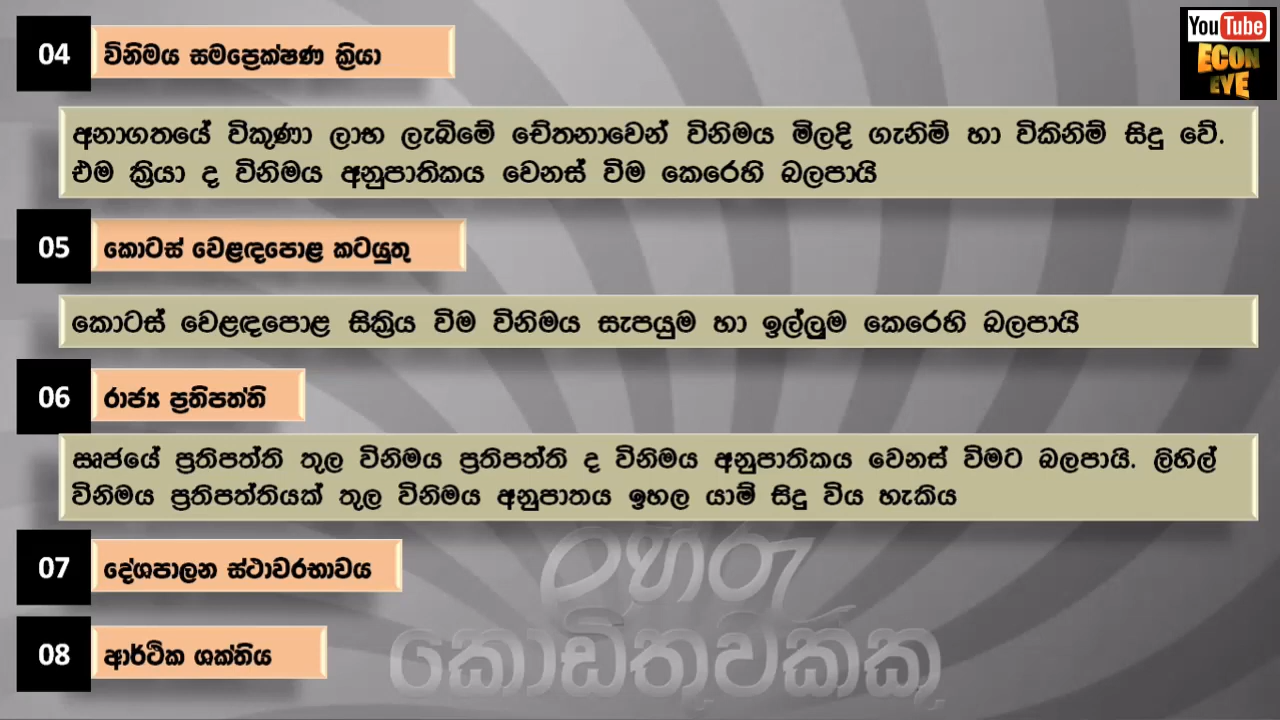 YouTube
ECON
EYE
04 විනිමය සමප්‍රෙක්ෂණ ක්‍රියා
අනාගතයේ විකුණා ලාභ ලැබිමේ චේතනාවෙන් විනිමය මිලදි ගැනිම් හා විකිනිම් සිදු වේ.
එම ක්‍රියා ද විනිමය අනුපාතිකය වෙනස් විම කෙරෙහි බලපායි
05 කොටස් වෙළඳපොළ කටයුතු
කොටස් වෙළඳපොළ සික්‍රිය විම විනිමය සැපයුම හා ඉල්ලුම කෙරෙහි බලපායි
06 රාජ්‍ය ප්‍රතිපත්ති
ඍජයේ ප්‍රතිපත්ති තුල විනිමය ප්‍රතිපත්ති ද විනිමය අනුපාතිකය වෙනස් විමට බලපායි. ලිහිල්
විනිමය ප්‍රතිපත්තියක් තුල විනිමය අනුපාතය ඉහල යාම් සිදු විය හැකිය
07 දේශපාලන ස්ථාවරභාවය
08 ආර්ථික ශක්තිය
කොඩිතුවක්කු